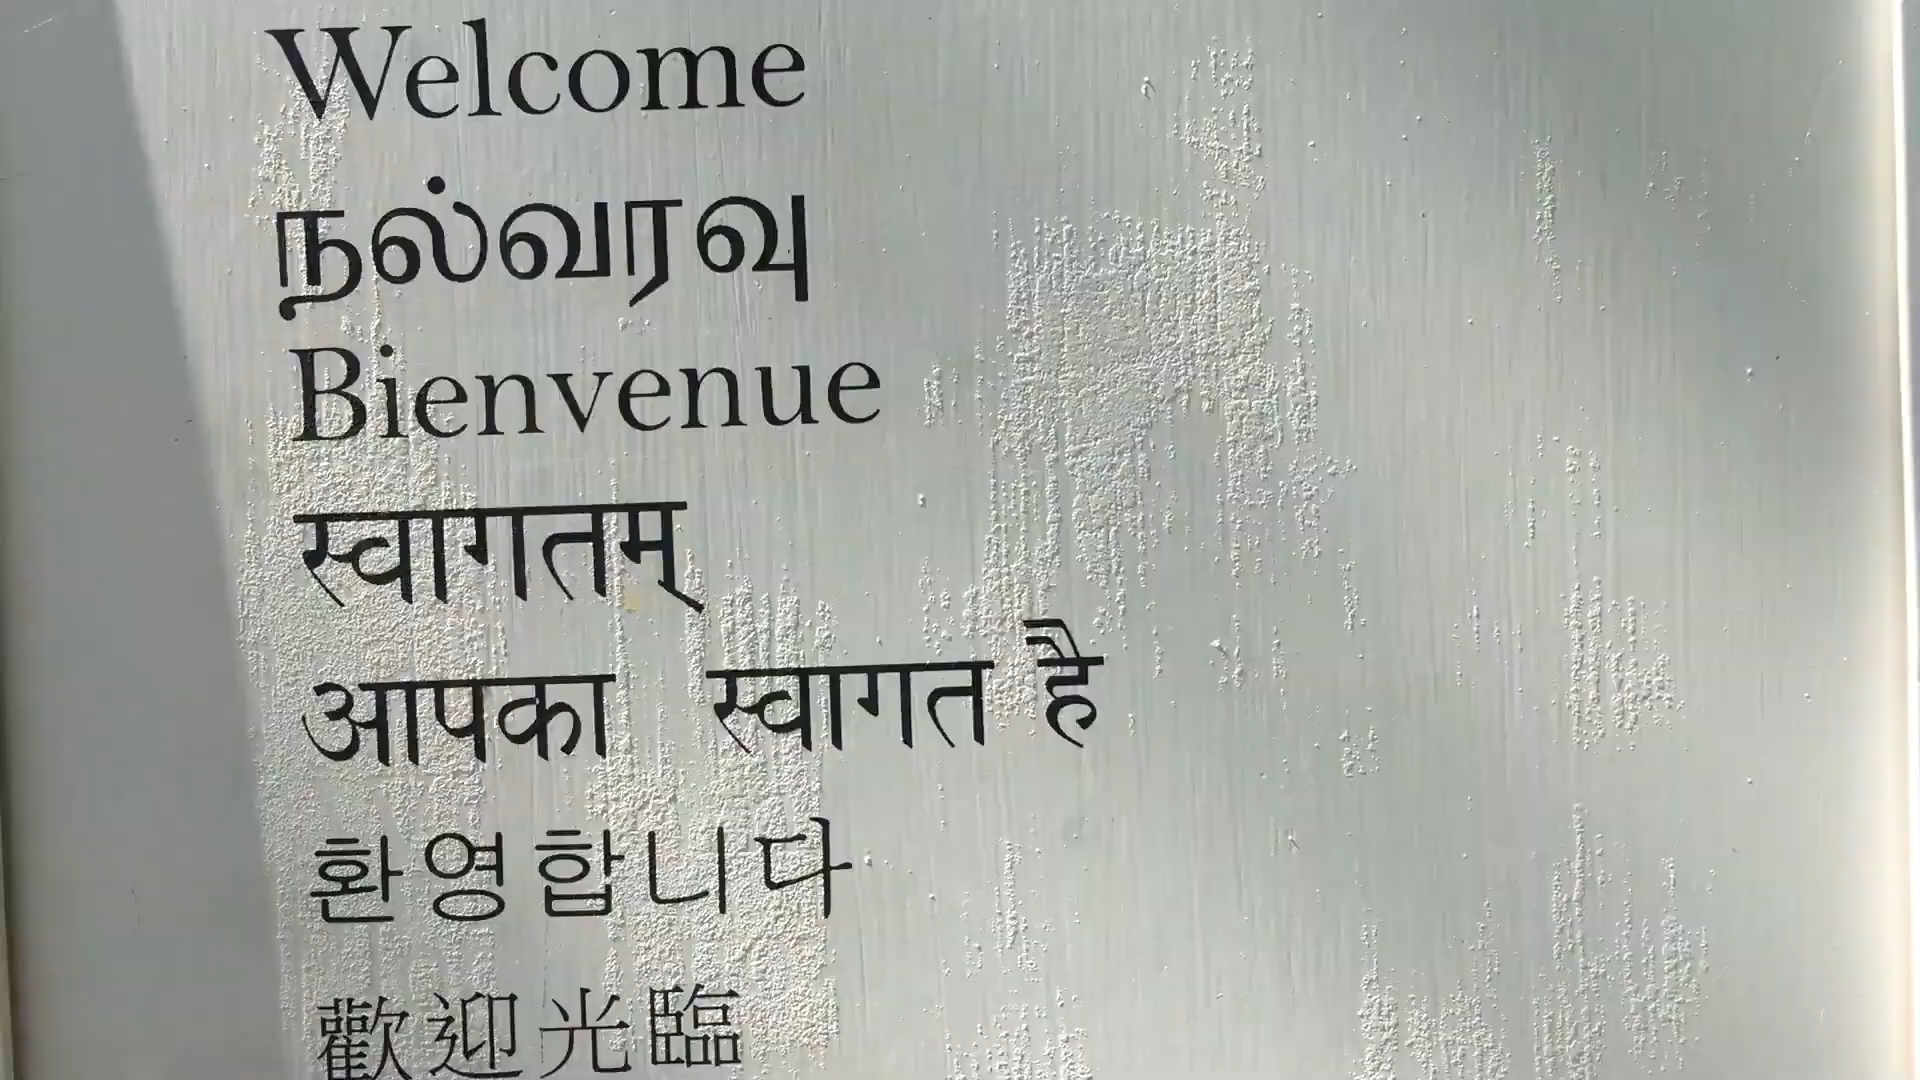 Welcome
நல்வரவு
Bienvenue
स्वागतम्
आपका स्वागत है
환영합니다
歡迎光臨